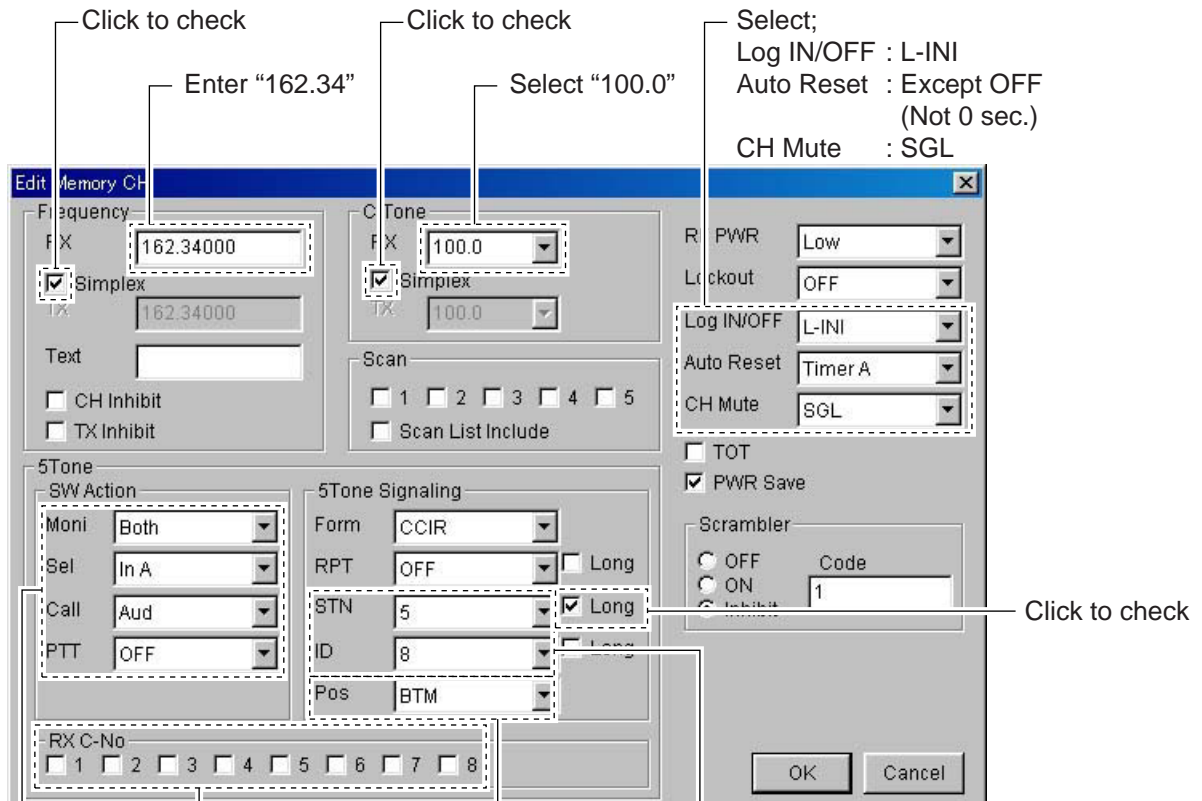 Click to check
Click to check
Select;
Log IN/OFF : L-INI
Enter “162.34”
Select “100.0”
Auto Reset : Except OFF
(Not 0 sec.)
CH Mute : SGL
Edit Memory CH
Frequency
RX 162.34000
Simplex
TX 162.34000
Text
CH Inhibit
TX Inhibit
C Tone
RX 100.0
Simplex
TX 100.0
Scan
1 2 3 4 5
Scan List Include
RF PWR Low
Lockout OFF
Log IN/OFF L-INI
Auto Reset Timer A
CH Mute SGL
TOT
PWR Save
5Tone
SW Action
Moni Both
Sel In A
Call Aud
PTT OFF
5Tone Signaling
Form CCIR
RPT OFF Long
STN 5 Long
ID 8 Long
Pos BTM
Scrambler
OFF
ON
Inhibit
Code
1
Click to check
RX C-No
1 2 3 4 5 6 7 8
OK Cancel